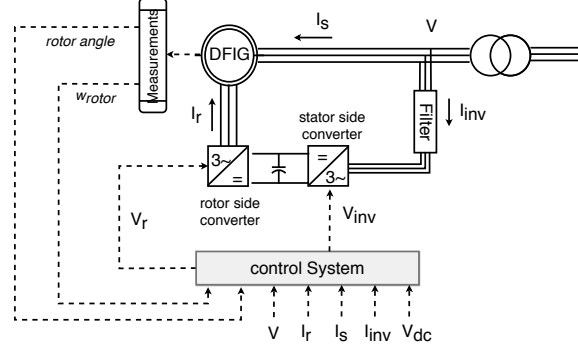 I_s
V
rotor angle
Measurements
DFIG
w_rotor
I_r
stator side
converter
Filter
I_inv
3~
=
=
3~
rotor side
converter
V_r
V_inv
control System
V
I_r
I_s
I_inv
V_dc